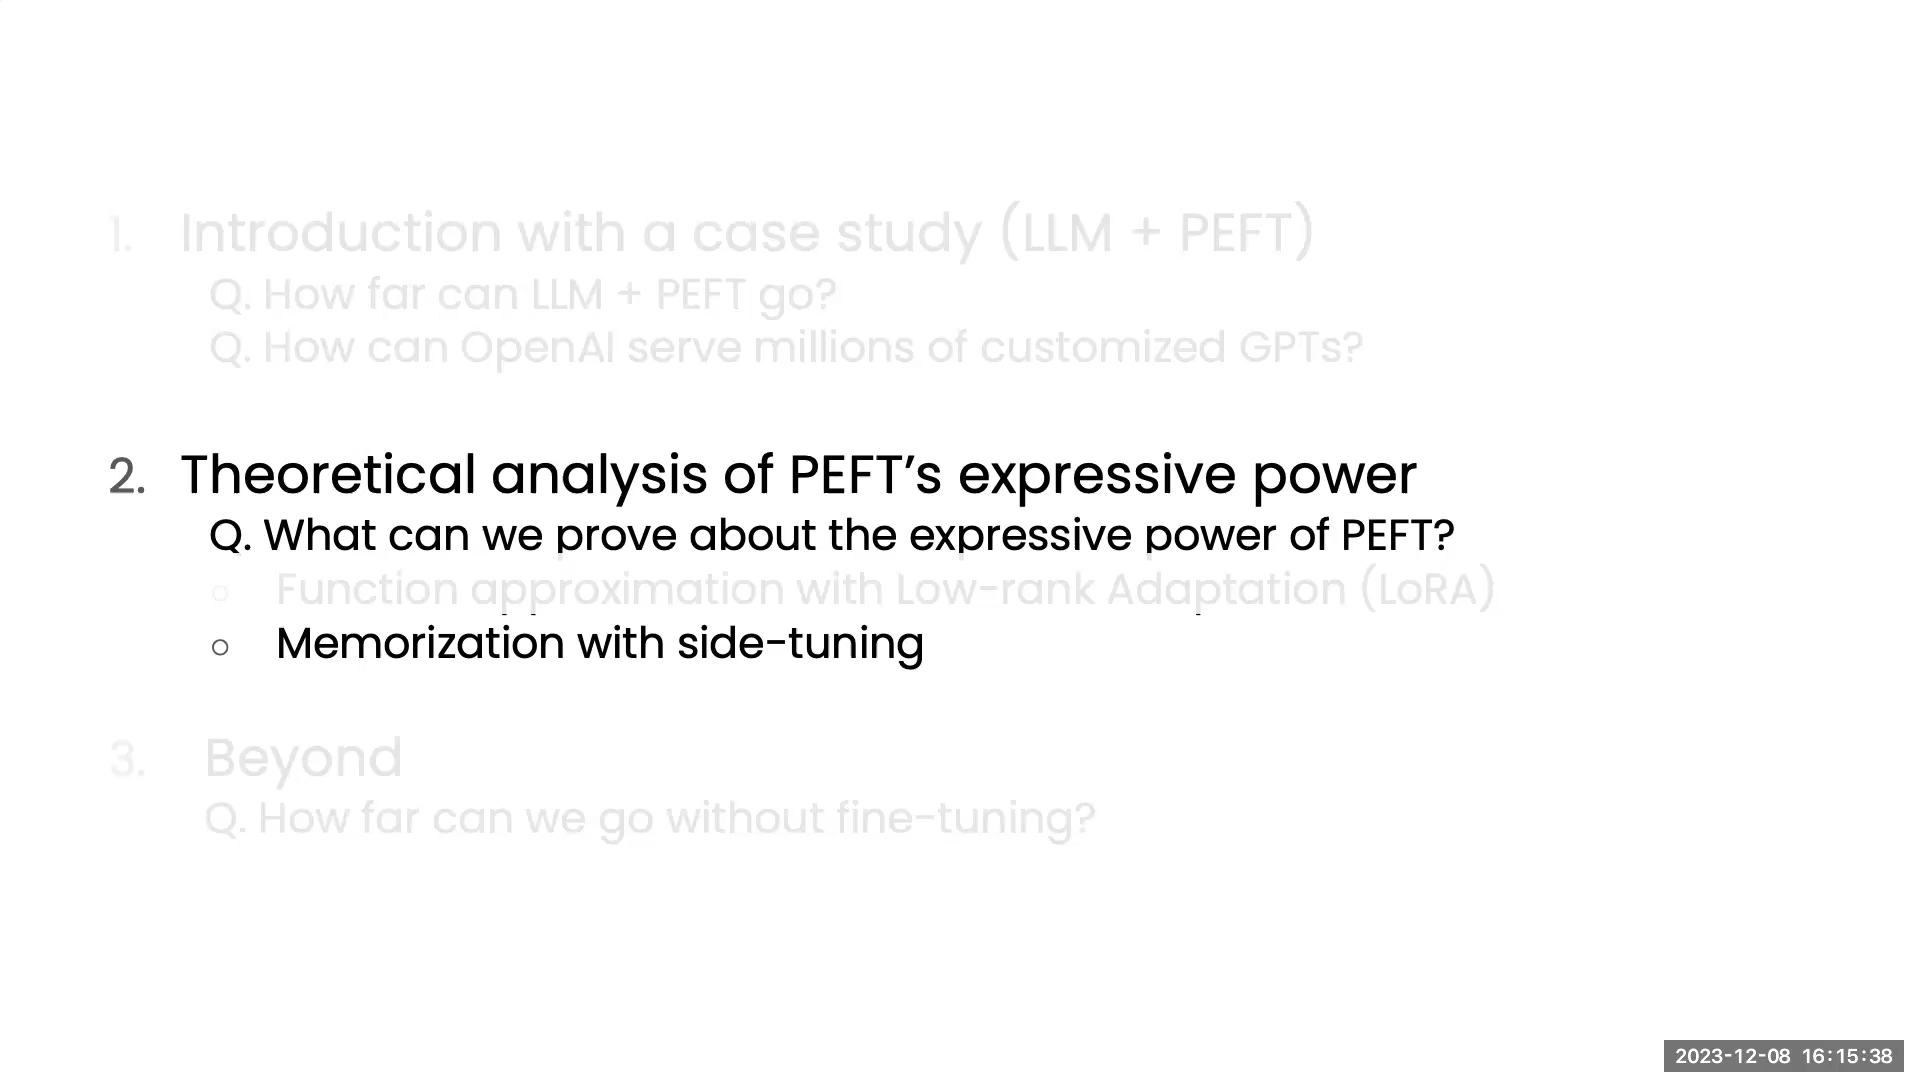 1. Introduction with a case study (LLM + PEFT)
Q. How far can LLM + PEFT go?
Q. How can OpenAI serve millions of customized GPTs?
2. Theoretical analysis of PEFT’s expressive power
Q. What can we prove about the expressive power of PEFT?
○ Function approximation with Low-rank Adaptation (LoRA)
○ Memorization with side-tuning
3. Beyond
Q. How far can we go without fine-tuning?
2023-12-08 16:15:38